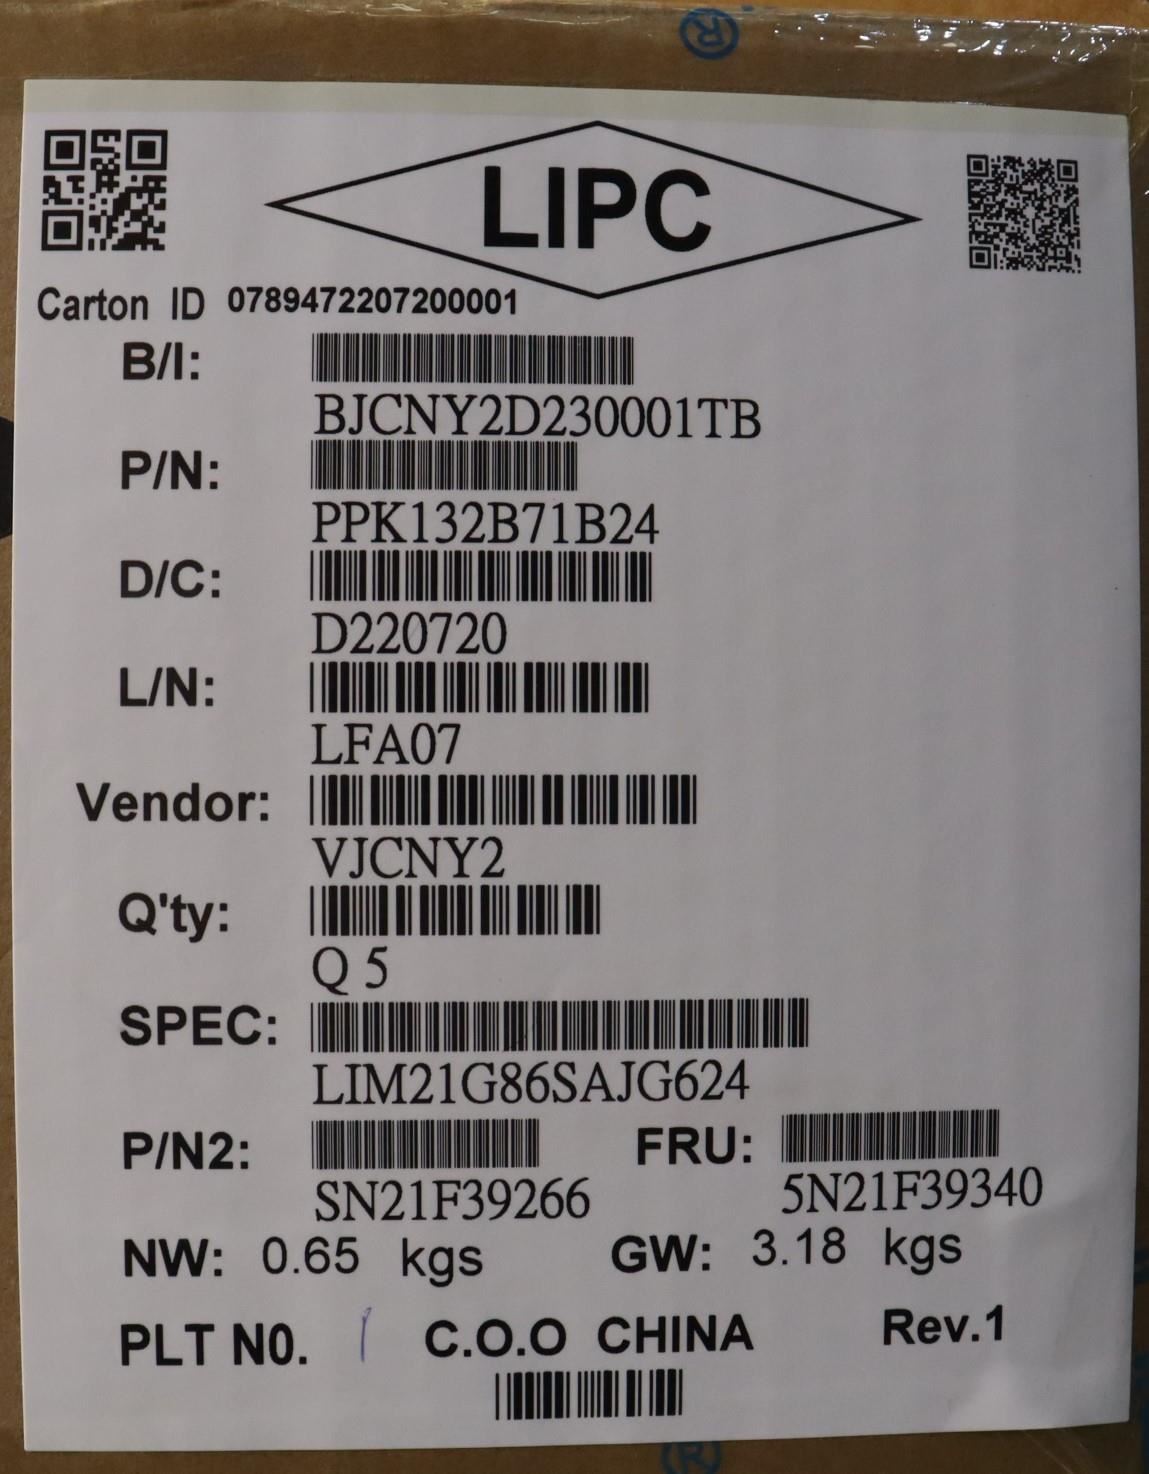 ®
LIPC
Carton ID 0789472207200001
B/I:
BJCNY2D230001TB
P/N:
PPK132B71B24
D/C:
D220720
L/N:
LFA07
Vendor:
VJCNY2
Q'ty:
Q 5
SPEC:
LIM21G86SAJG624
P/N2: FRU:
SN21F39266 5N21F39340
NW: 0.65 kgs GW: 3.18 kgs
PLT NO. 1 C.O.O CHINA Rev.1
(R)